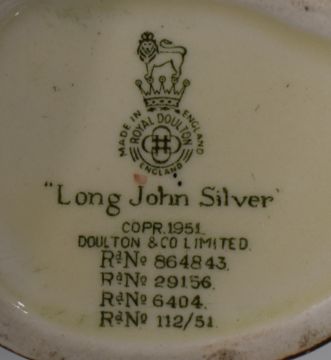 MADE IN ENGLAND
ROYAL DOULTON
ENGLAND
"Long John Silver"
COPR.1951.
DOULTON & CO LIMITED.
Rd No 864843.
Rd No 29156.
Rd No 6404.
Rd No 112/51.